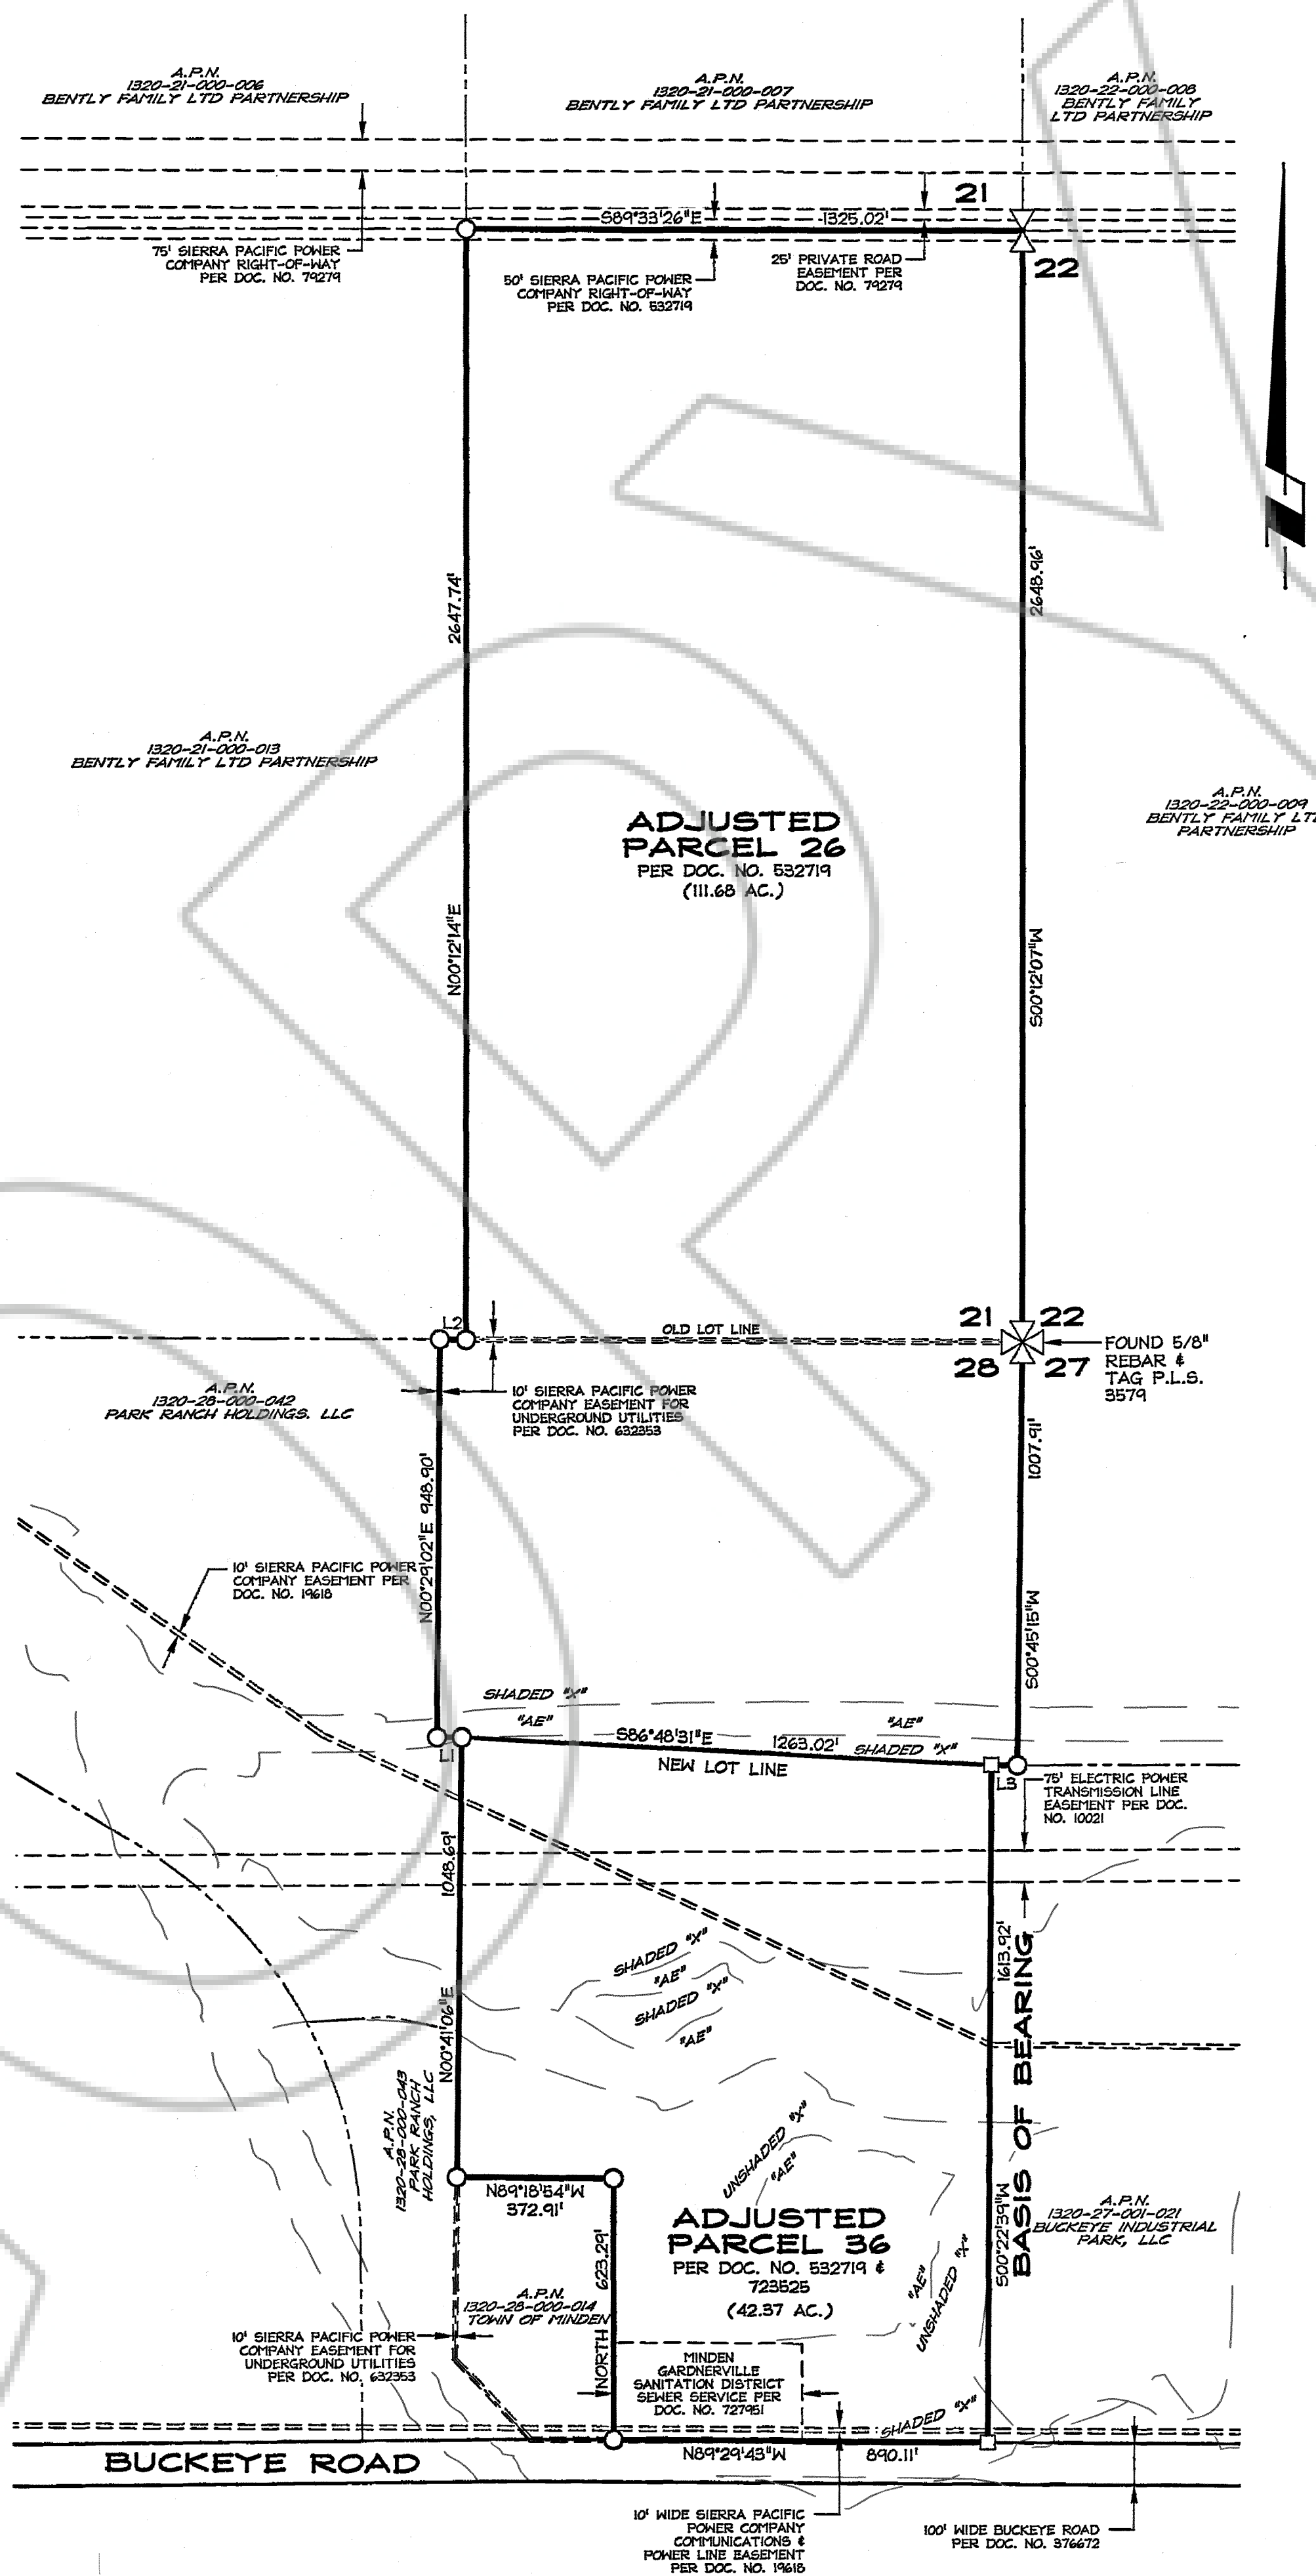 A.P.N.
1320-21-000-006
BENTLY FAMILY LTD PARTNERSHIP
A.P.N.
1320-21-000-007
BENTLY FAMILY LTD PARTNERSHIP
A.P.N.
1320-22-000-008
BENTLY FAMILY
LTD PARTNERSHIP
S89°33'26"E
1325.02'
21
22
75' SIERRA PACIFIC POWER
COMPANY RIGHT-OF-WAY
PER DOC. NO. 79279
50' SIERRA PACIFIC POWER
COMPANY RIGHT-OF-WAY
PER DOC. NO. 532719
25' PRIVATE ROAD
EASEMENT PER
DOC. NO. 79279
2647.74'
2648.96'
A.P.N.
1320-21-000-013
BENTLY FAMILY LTD PARTNERSHIP
A.P.N.
1320-22-000-009
BENTLY FAMILY LT
PARTNERSHIP
ADJUSTED
PARCEL 26
PER DOC. NO. 532719
(111.68 AC.)
N00°12'14"E
S00°12'07"W
L2
OLD LOT LINE
21
22
28
27
FOUND 5/8"
REBAR &
TAG P.L.S.
3579
A.P.N.
1320-28-000-042
PARK RANCH HOLDINGS. LLC
10' SIERRA PACIFIC POWER
COMPANY EASEMENT FOR
UNDERGROUND UTILITIES
PER DOC. NO. 632353
N00°29'02"E 948.90'
1007.91'
S00°45'15"W
10' SIERRA PACIFIC POWER
COMPANY EASEMENT PER
DOC. NO. 19618
SHADED "X"
"AE"
"AE"
L1
S86°48'31"E
1263.02'
SHADED "X"
NEW LOT LINE
L3
75' ELECTRIC POWER
TRANSMISSION LINE
EASEMENT PER DOC.
NO. 10021
1048.69'
N00°41'06"E
1613.92'
S00°22'39"W
BASIS OF BEARING
SHADED "X"
"AE"
SHADED "X"
"AE"
A.P.N.
1320-28-000-043
PARK RANCH
HOLDINGS, LLC
UNSHADED "X"
"AE"
N89°18'54"W
372.91'
ADJUSTED
PARCEL 36
PER DOC. NO. 532719 &
723525
(42.37 AC.)
A.P.N.
1320-27-001-021
BUCKEYE INDUSTRIAL
PARK, LLC
"AE"
UNSHADED "X"
A.P.N.
1320-28-000-014
TOWN OF MINDEN
NORTH
623.29'
10' SIERRA PACIFIC POWER
COMPANY EASEMENT FOR
UNDERGROUND UTILITIES
PER DOC. NO. 632353
MINDEN
GARDNERVILLE
SANITATION DISTRICT
SEWER SERVICE PER
DOC. NO. 727951
SHADED "X"
BUCKEYE ROAD
N89°29'43"W
890.11'
10' WIDE SIERRA PACIFIC
POWER COMPANY
COMMUNICATIONS &
POWER LINE EASEMENT
PER DOC. NO. 19618
100' WIDE BUCKEYE ROAD
PER DOC. NO. 376672